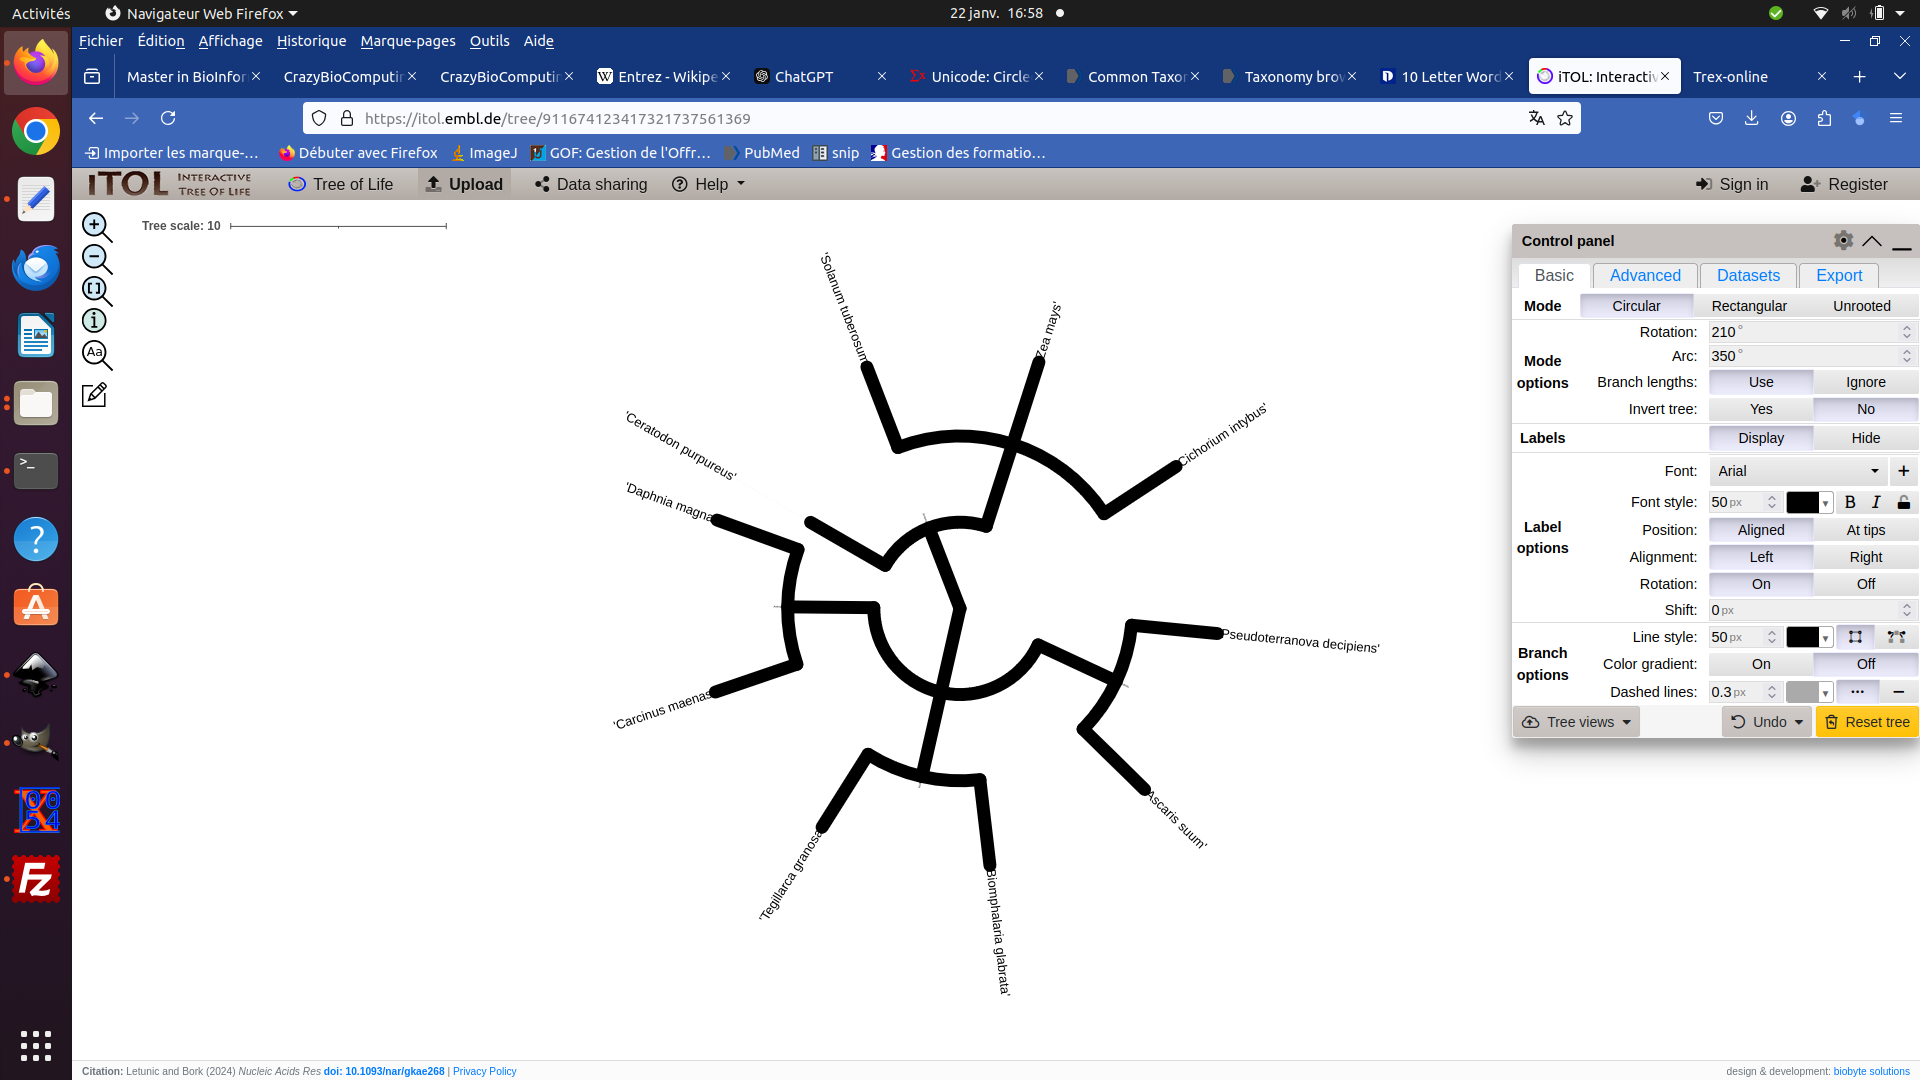 Activités
Navigateur Web Firefox
22 janv. 16:58
Fichier Édition Affichage Historique Marque-pages Outils Aide
Master in BioInfor
CrazyBioComputin
CrazyBioComputin
Entrez - Wikipe
ChatGPT
Unicode: Circle
Common Taxon
Taxonomy brow
10 Letter Word
iTOL: Interactiv
Trex-online
https://itol.embl.de/tree/911674123417321737561369
Importer les marque-…
Débuter avec Firefox
ImageJ
GOF: Gestion de l'Offr…
PubMed
snip
Gestion des formatio…
iTOL INTERACTIVE TREE OF LIFE
Tree of Life
Upload
Data sharing
Help
Sign in
Register
Tree scale: 10
Aa
'Solanum tuberosum
Zea mays'
Cichorium intybus'
'Ceratodon purpureus'
'Daphnia magna
Pseudoterranova decipiens'
'Carcinus maenas
Ascaris suum'
'Tegillarca granosa
Biomphalaria glabrata'
Control panel
Basic Advanced Datasets Export
Mode Circular Rectangular Unrooted
Mode options
Rotation: 210 °
Arc: 350 °
Branch lengths: Use Ignore
Invert tree: Yes No
Labels Display Hide
Label options
Font: Arial +
Font style: 50 px B I
Position: Aligned At tips
Alignment: Left Right
Rotation: On Off
Shift: 0 px
Branch options
Line style: 50 px
Color gradient: On Off
Dashed lines: 0.3 px
Tree views Undo Reset tree
Citation: Letunic and Bork (2024) Nucleic Acids Res doi: 10.1093/nar/gkae268 | Privacy Policy
design & development: biobyte solutions